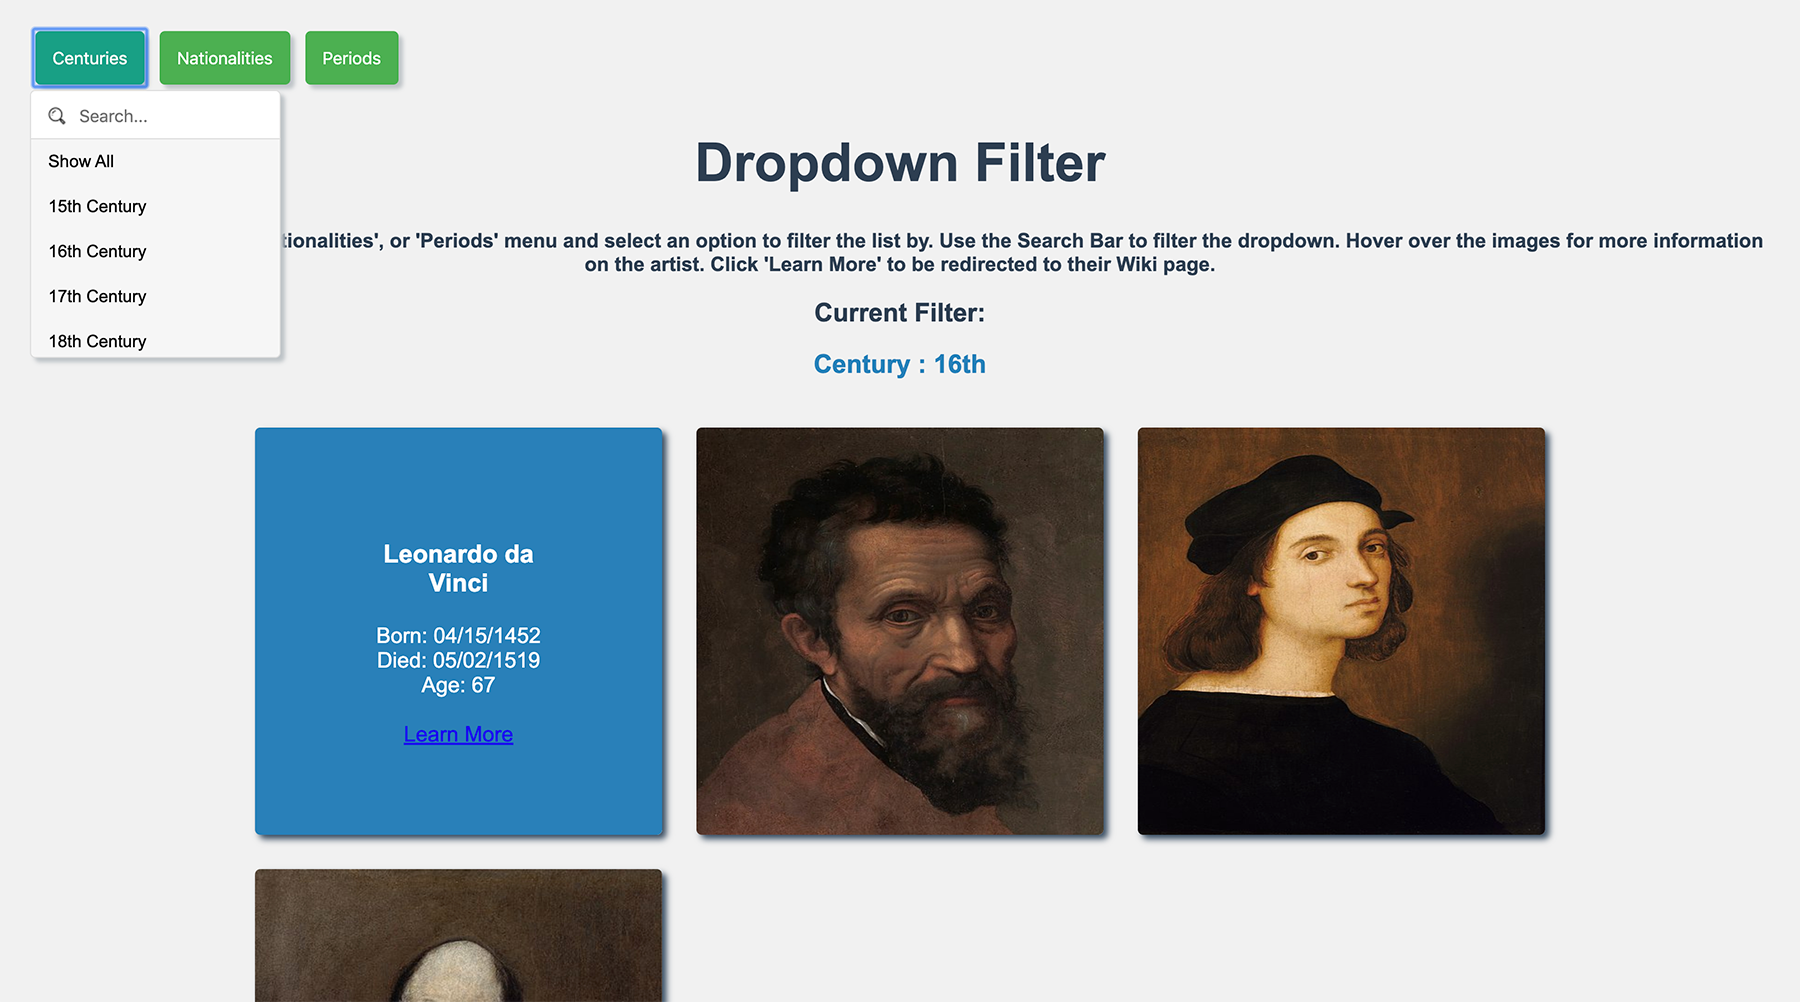 Centuries Nationalities Periods
Search...
Show All
15th Century
16th Century
17th Century
18th Century
Dropdown Filter
or 'Periods' menu and select an option to filter the list by. Use the Search Bar to filter the dropdown. Hover over the images for more information
on the artist. Click 'Learn More' to be redirected to their Wiki page.
Current Filter:
Century : 16th
Leonardo da
Vinci
Born: 04/15/1452
Died: 05/02/1519
Age: 67
Learn More